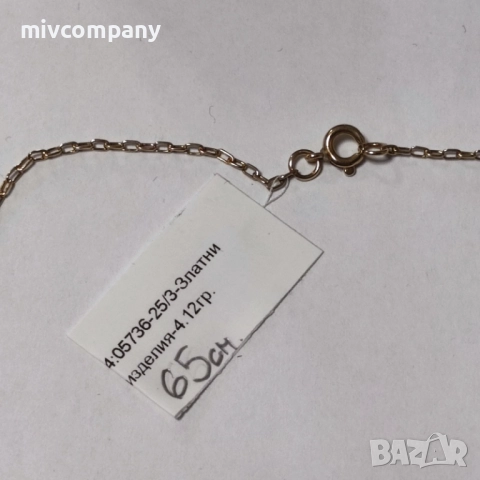 mivcompany
4:05736-25/3-Златни
изделия-4.12гр.
65см.
BAZAR